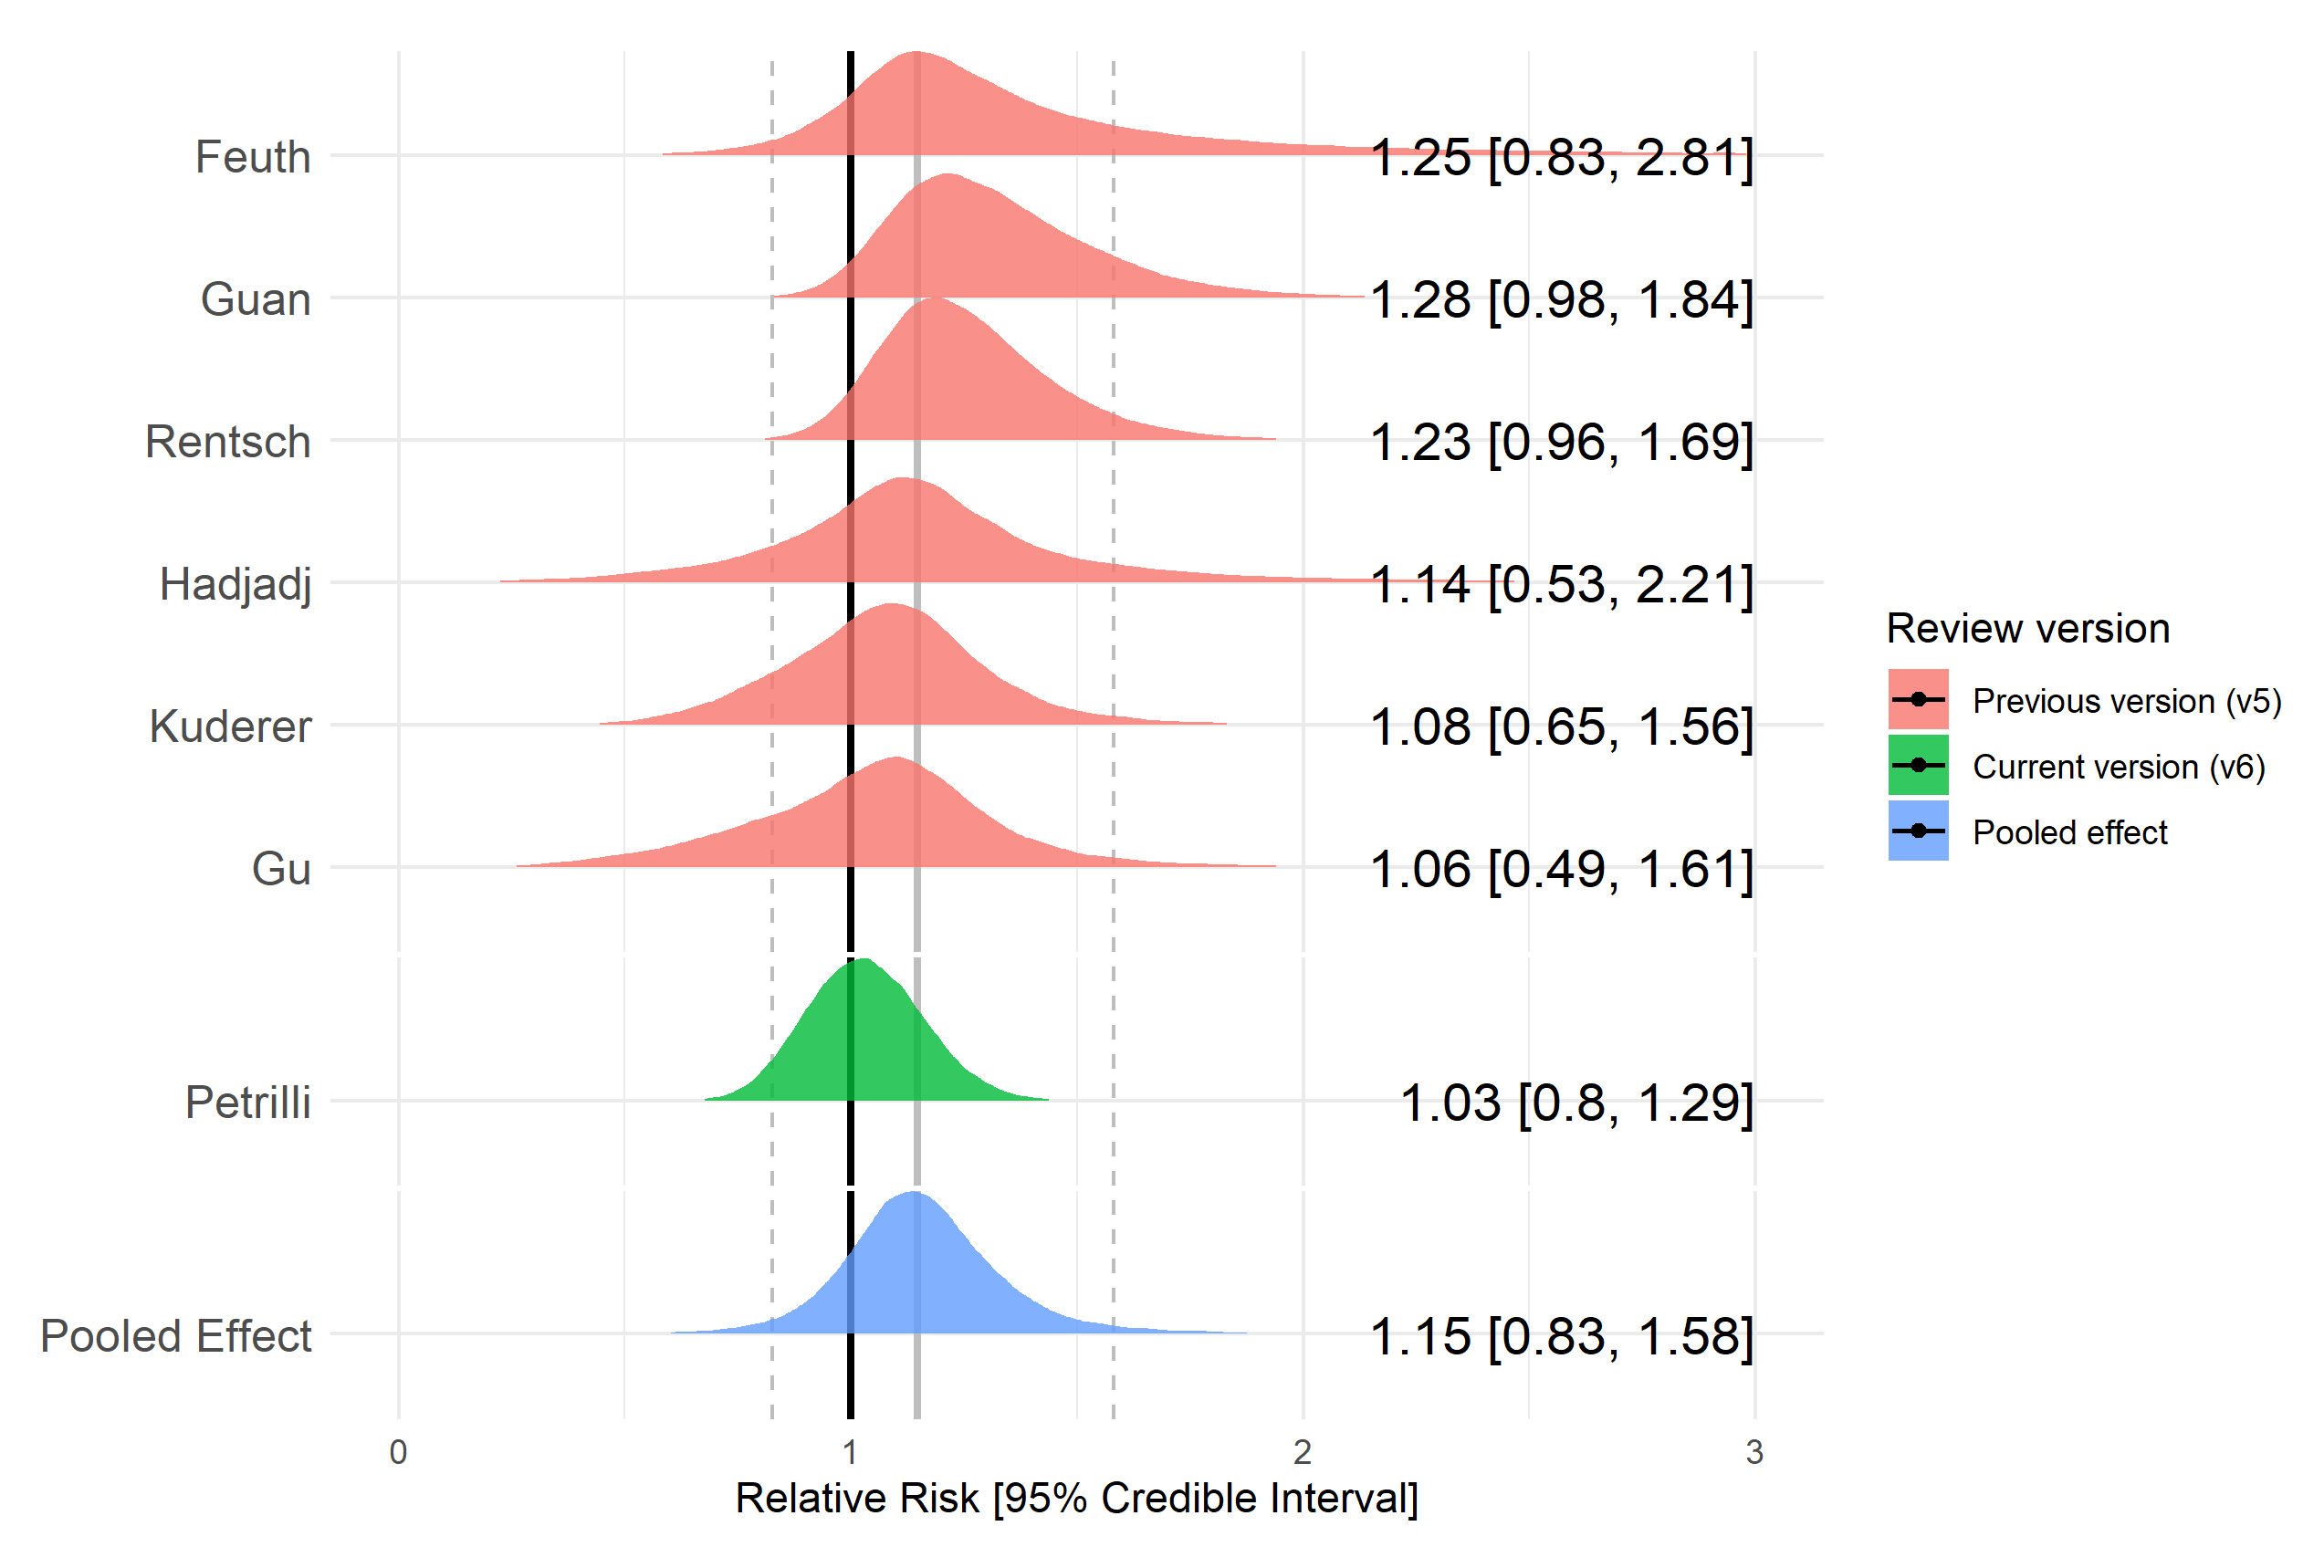 Feuth 1.25 [0.83, 2.81]
Guan 1.28 [0.98, 1.84]
Rentsch 1.23 [0.96, 1.69]
Hadjadj 1.14 [0.53, 2.21]
Kuderer 1.08 [0.65, 1.56]
Gu 1.06 [0.49, 1.61]
Petrilli 1.03 [0.8, 1.29]
Pooled Effect 1.15 [0.83, 1.58]
0 1 2 3
Relative Risk [95% Credible Interval]
Review version
Previous version (v5)
Current version (v6)
Pooled effect